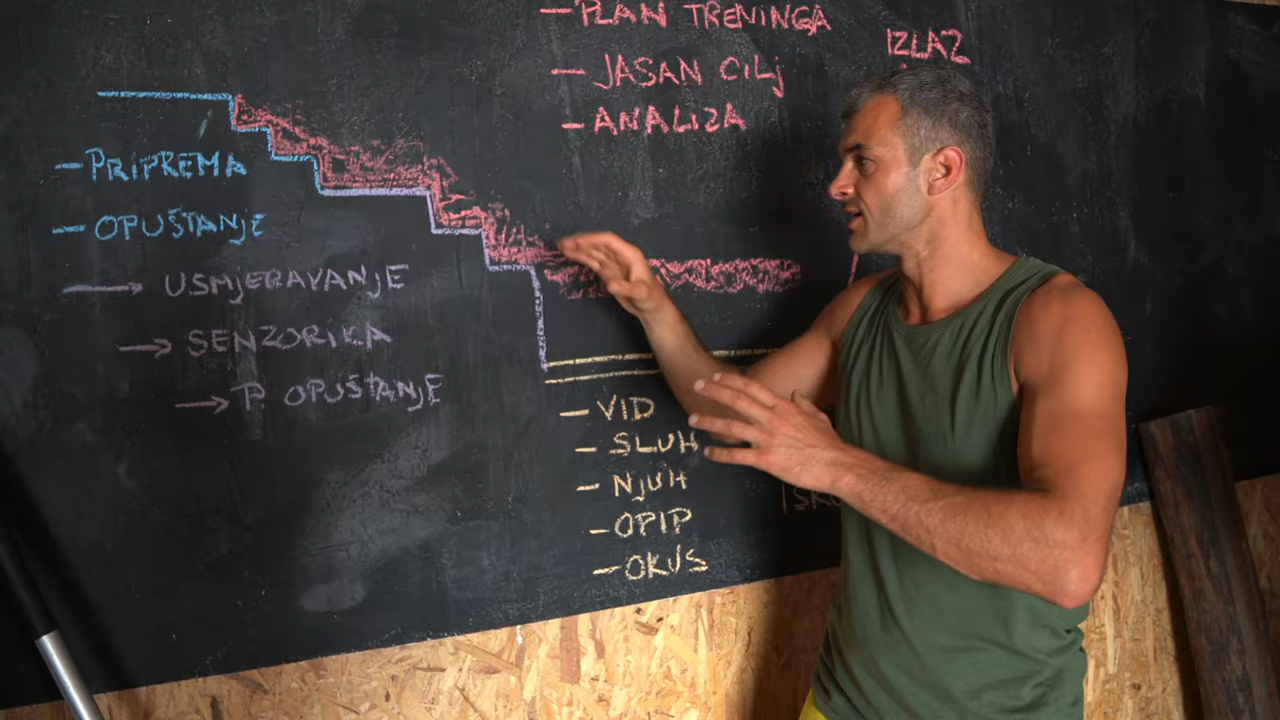 - PLAN TRENINGA
- JASAN CILJ
- ANALIZA
IZLAZ
- PRIPREMA
- OPUŠTANJE
→ USMJERAVANJE
→ SENZORIKA
→ P OPUŠTANJE
- VID
- SLUH
- NJUH
- OPIP
- OKUS